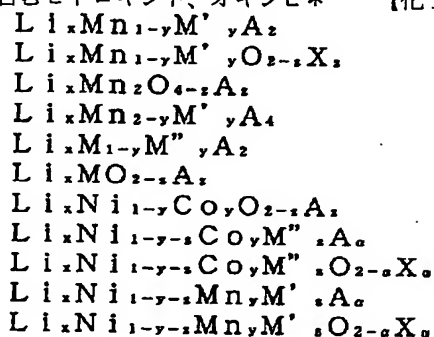 LixMn1-yM'yA2
LixMn1-yM'yO2-zXz
LixMn2O4-zAz
LixMn2-yM'yA4
LixM1-yM"yA2
LixMO2-zAz
LixNi1-yCoyO2-zAz
LixNi1-y-zCoyM"zAα
LixNi1-y-zCoyM"zO2-αXα
LixNi1-y-zMnyM'zAα
LixNi1-y-zMnyM'zO2-αXα